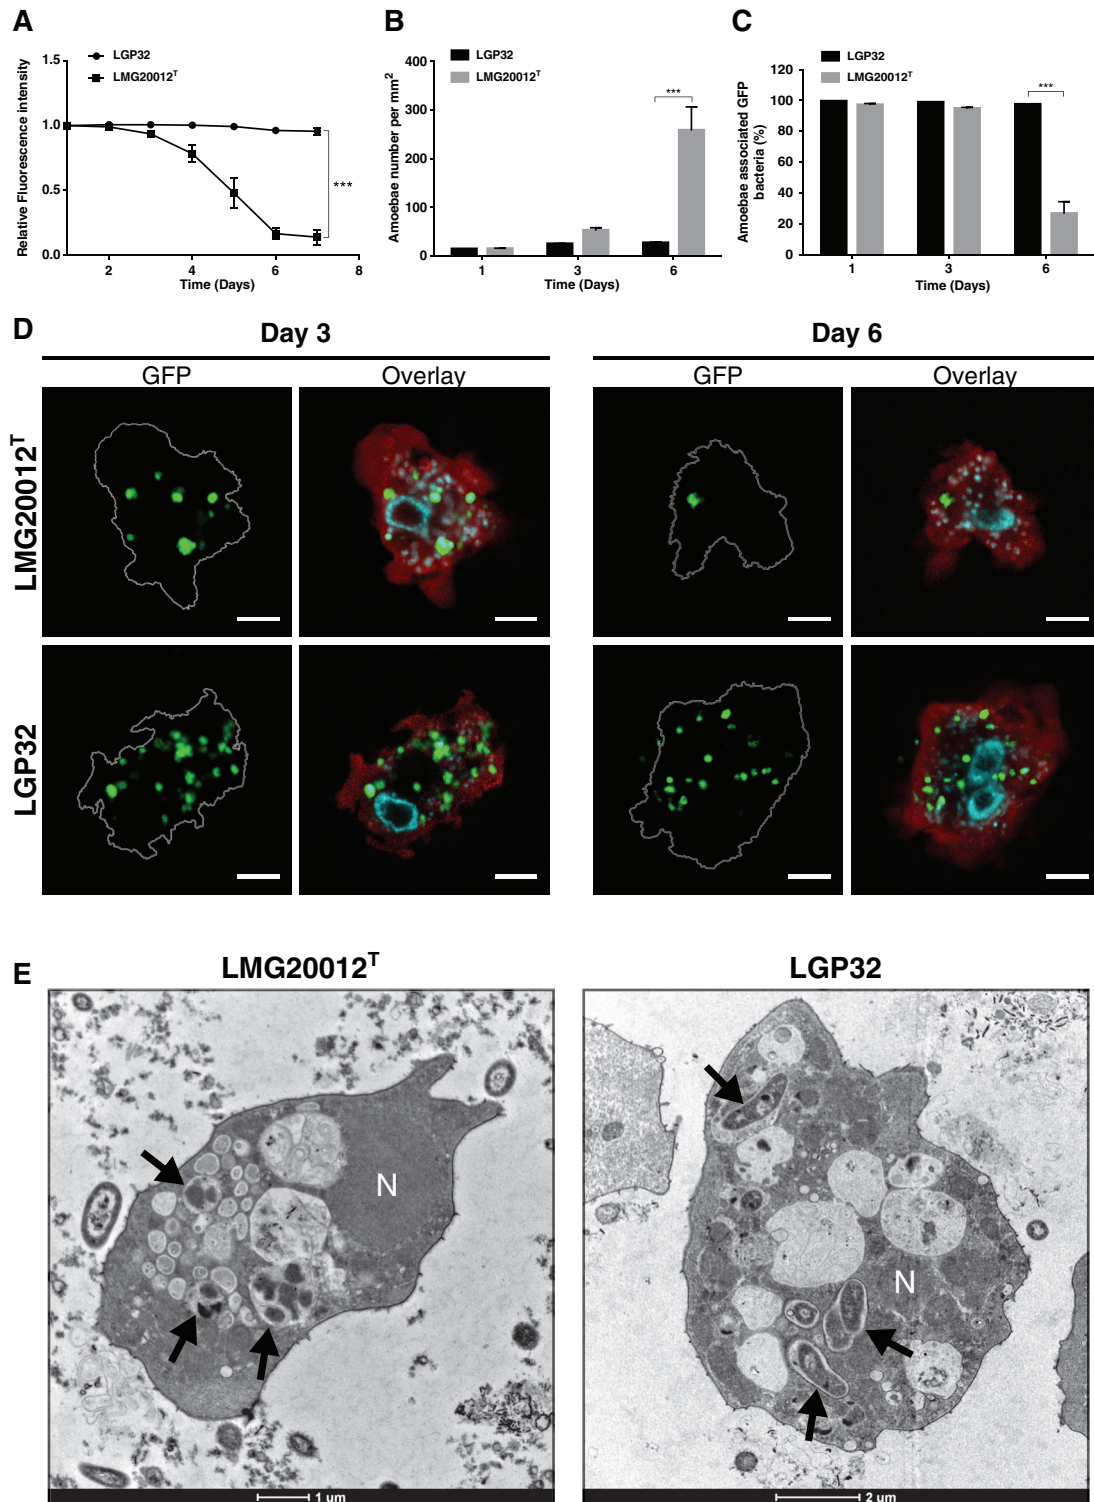 A
LGP32
LMG20012T
Relative Fluorescence intensity
1.5
1.0
0.5
0.0
2
4
6
8
Time (Days)
***
B
LGP32
LMG20012T
Amoebae number per mm2
400
300
200
100
0
1
3
6
Time (Days)
***
C
LGP32
LMG20012T
Amoebae associated GFP
bacteria (%)
120
100
80
60
40
20
0
1
3
6
Time (Days)
***
D
Day 3
Day 6
GFP
Overlay
GFP
Overlay
LMG20012T
LGP32
E
LMG20012T
LGP32
N
N
1 um
2 um